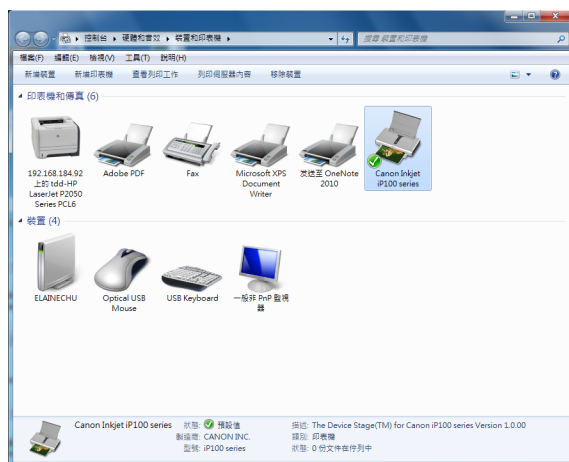 控制台 ▸ 硬體和音效 ▸ 裝置和印表機 ▸
搜尋 裝置和印表機
檔案(F) 編輯(E) 檢視(V) 工具(T) 說明(H)
新增裝置 新增印表機 查看列印工作 列印伺服器內容 移除裝置
印表機和傳真 (6)
192.168.184.92
上的 tdd-HP
LaserJet P2050
Series PCL6
Adobe PDF
Fax
Microsoft XPS
Document
Writer
发送至 OneNote
2010
Canon Inkjet
iP100 series
裝置 (4)
ELAINECHU
Optical USB
Mouse
USB Keyboard
一般非 PnP 監視
器
Canon Inkjet iP100 series 狀態: 預設值 描述: The Device Stage(TM) for Canon iP100 series Version 1.0.00
製造商: CANON INC. 類別: 印表機
型號: iP100 series 狀態: 0 份文件在佇列中